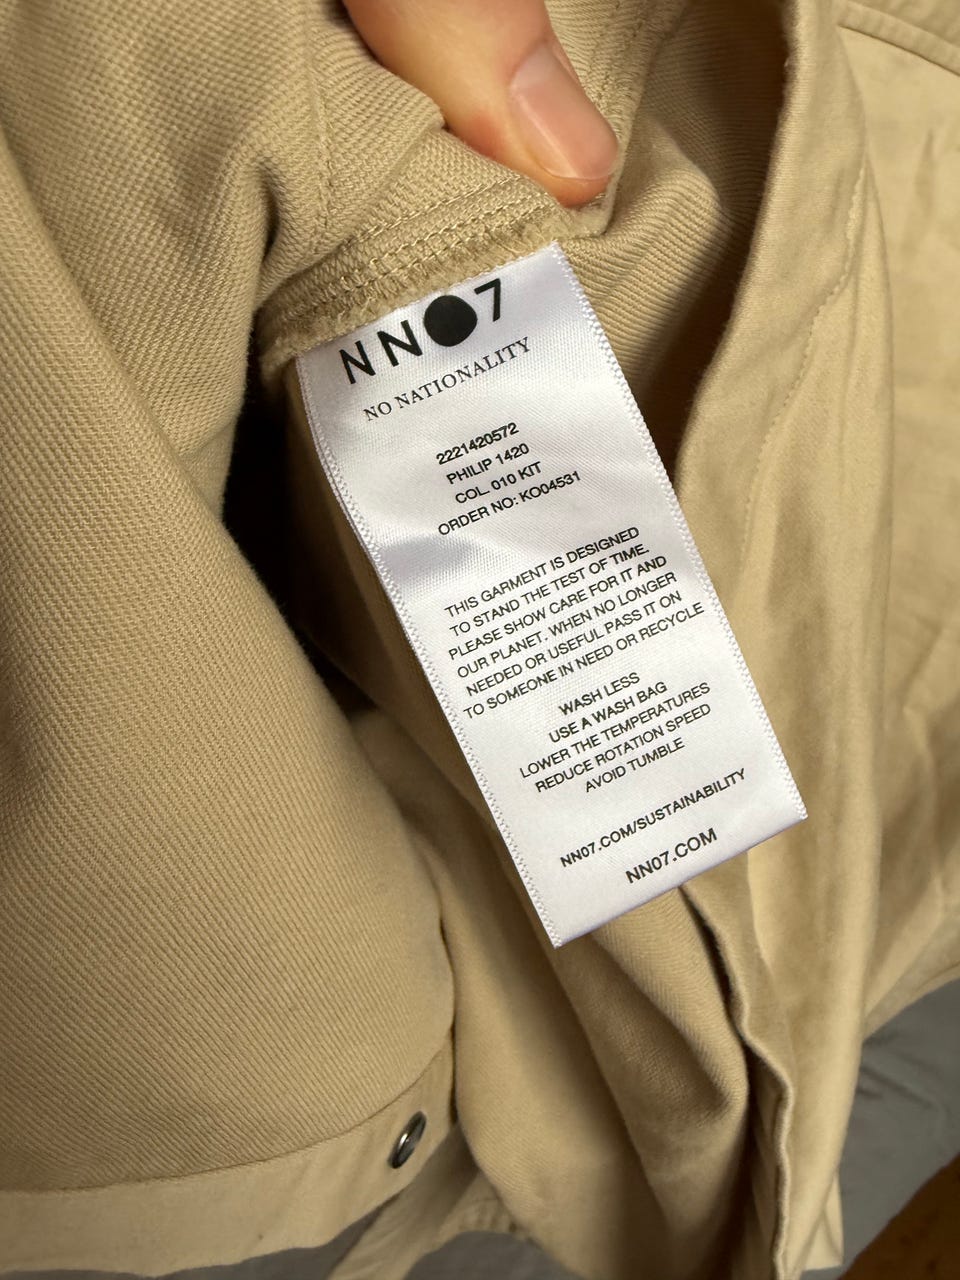 NN●7
NO NATIONALITY
2221420572
PHILIP 1420
COL. 010 KIT
ORDER NO: KO04531
THIS GARMENT IS DESIGNED
TO STAND THE TEST OF TIME.
PLEASE SHOW CARE FOR IT AND
OUR PLANET. WHEN NO LONGER
NEEDED OR USEFUL PASS IT ON
TO SOMEONE IN NEED OR RECYCLE
WASH LESS
USE A WASH BAG
LOWER THE TEMPERATURES
REDUCE ROTATION SPEED
AVOID TUMBLE
NN07.COM/SUSTAINABILITY
NN07.COM